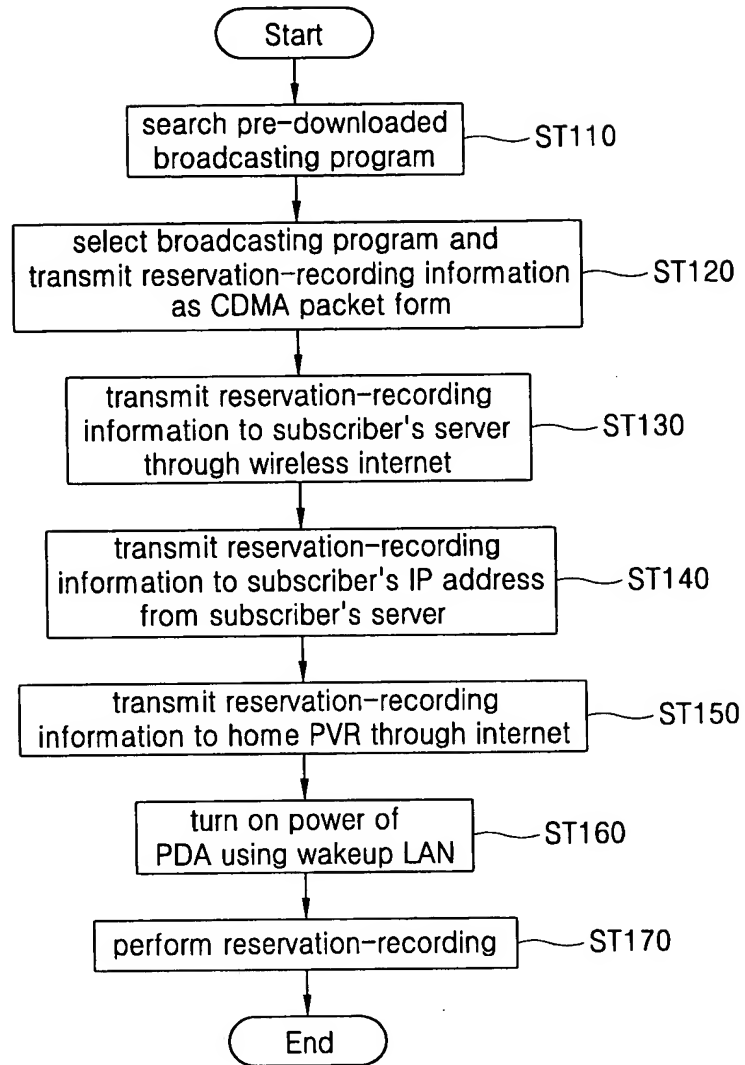 Start
search pre-downloaded
broadcasting program
ST110
select broadcasting program and
transmit reservation-recording information
as CDMA packet form
ST120
transmit reservation-recording
information to subscriber's server
through wireless internet
ST130
transmit reservation-recording
information to subscriber's IP address
from subscriber's server
ST140
transmit reservation-recording
information to home PVR through internet
ST150
turn on power of
PDA using wakeup LAN
ST160
perform reservation-recording
ST170
End